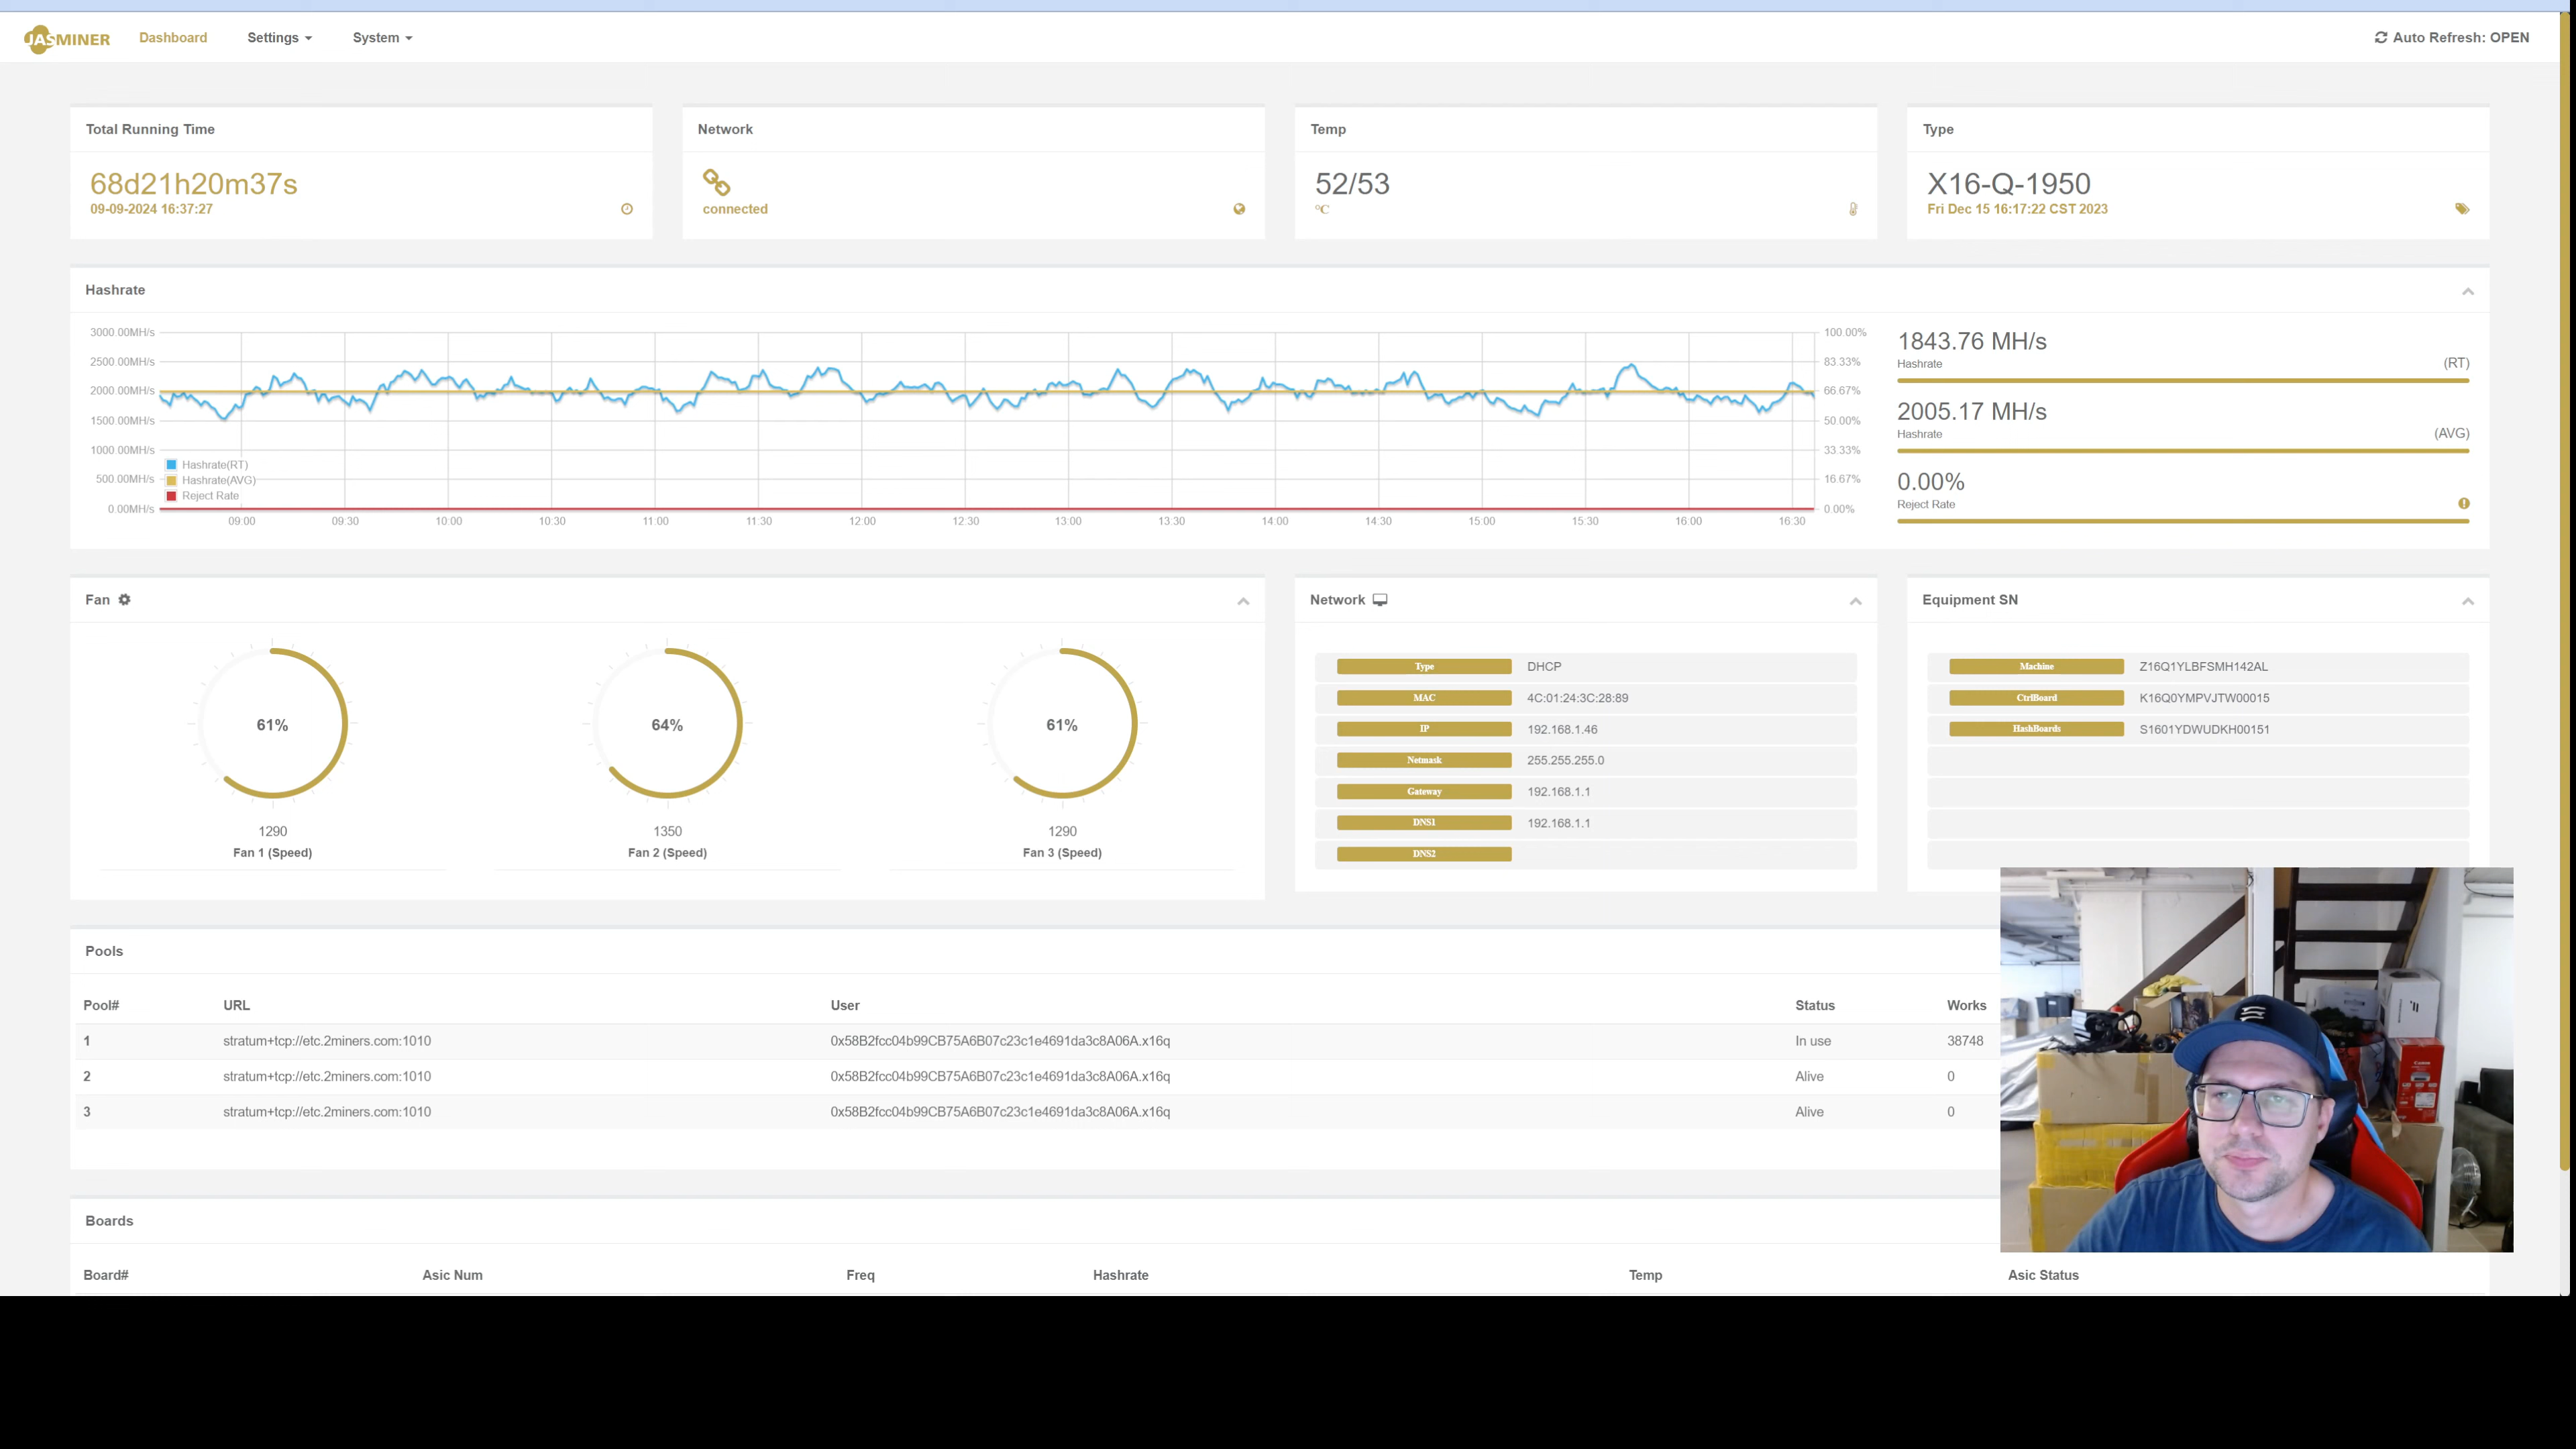 JASMINER Dashboard Settings System Auto Refresh: OPEN
Total Running Time
68d21h20m37s
09-09-2024 16:37:27
Network
connected
Temp
52/53
°C
Type
X16-Q-1950
Fri Dec 15 16:17:22 CST 2023
Hashrate
3000.00MH/s
2500.00MH/s
2000.00MH/s
1500.00MH/s
1000.00MH/s
500.00MH/s
0.00MH/s
Hashrate(RT)
Hashrate(AVG)
Reject Rate
09:00 09:30 10:00 10:30 11:00 11:30 12:00 12:30 13:00 13:30 14:00 14:30 15:00 15:30 16:00 16:30
100.00%
83.33%
66.67%
50.00%
33.33%
16.67%
0.00%
1843.76 MH/s
Hashrate (RT)
2005.17 MH/s
Hashrate (AVG)
0.00%
Reject Rate
Fan
61% 64% 61%
1290 1350 1290
Fan 1 (Speed) Fan 2 (Speed) Fan 3 (Speed)
Network
Type DHCP
MAC 4C:01:24:3C:28:89
IP 192.168.1.46
Netmask 255.255.255.0
Gateway 192.168.1.1
DNS1 192.168.1.1
DNS2
Equipment SN
Machine Z16Q1YLBFSMH142AL
CtrlBoard K16Q0YMPVJTW00015
HashBoards S1601YDWUDKH00151
Pools
Pool# URL User Status Works
1 stratum+tcp://etc.2miners.com:1010 0x58B2fcc04b99CB75A6B07c23c1e4691da3c8A06A.x16q In use 38748
2 stratum+tcp://etc.2miners.com:1010 0x58B2fcc04b99CB75A6B07c23c1e4691da3c8A06A.x16q Alive 0
3 stratum+tcp://etc.2miners.com:1010 0x58B2fcc04b99CB75A6B07c23c1e4691da3c8A06A.x16q Alive 0
Canon
Boards
Board# Asic Num Freq Hashrate Temp Asic Status